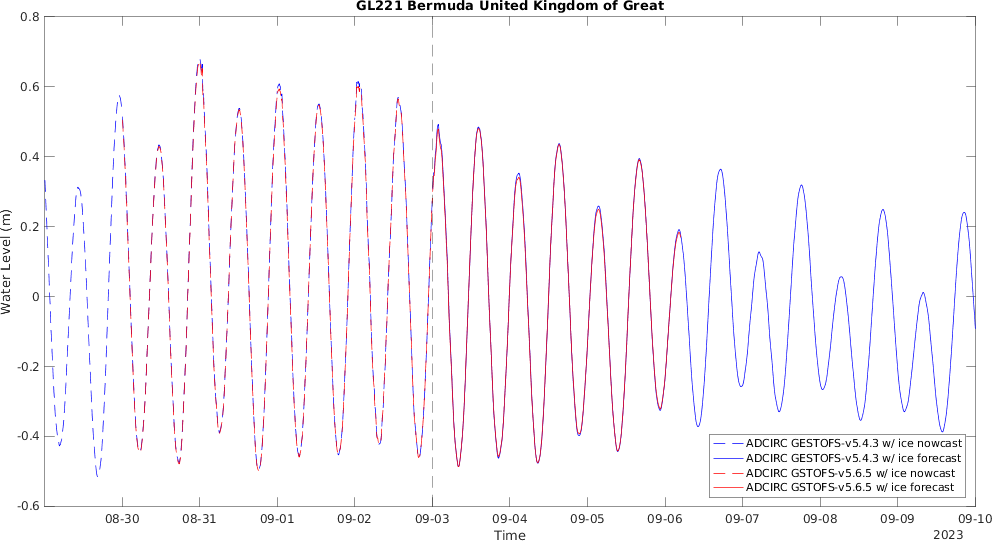 GL221 Bermuda United Kingdom of Great
Water Level (m)
0.8
0.6
0.4
0.2
0
-0.2
-0.4
-0.6
ADCIRC GESTOFS-v5.4.3 w/ ice nowcast
ADCIRC GESTOFS-v5.4.3 w/ ice forecast
ADCIRC GSTOFS-v5.6.5 w/ ice nowcast
ADCIRC GSTOFS-v5.6.5 w/ ice forecast
08-30 08-31 09-01 09-02 09-03 09-04 09-05 09-06 09-07 09-08 09-09 09-10
Time 2023